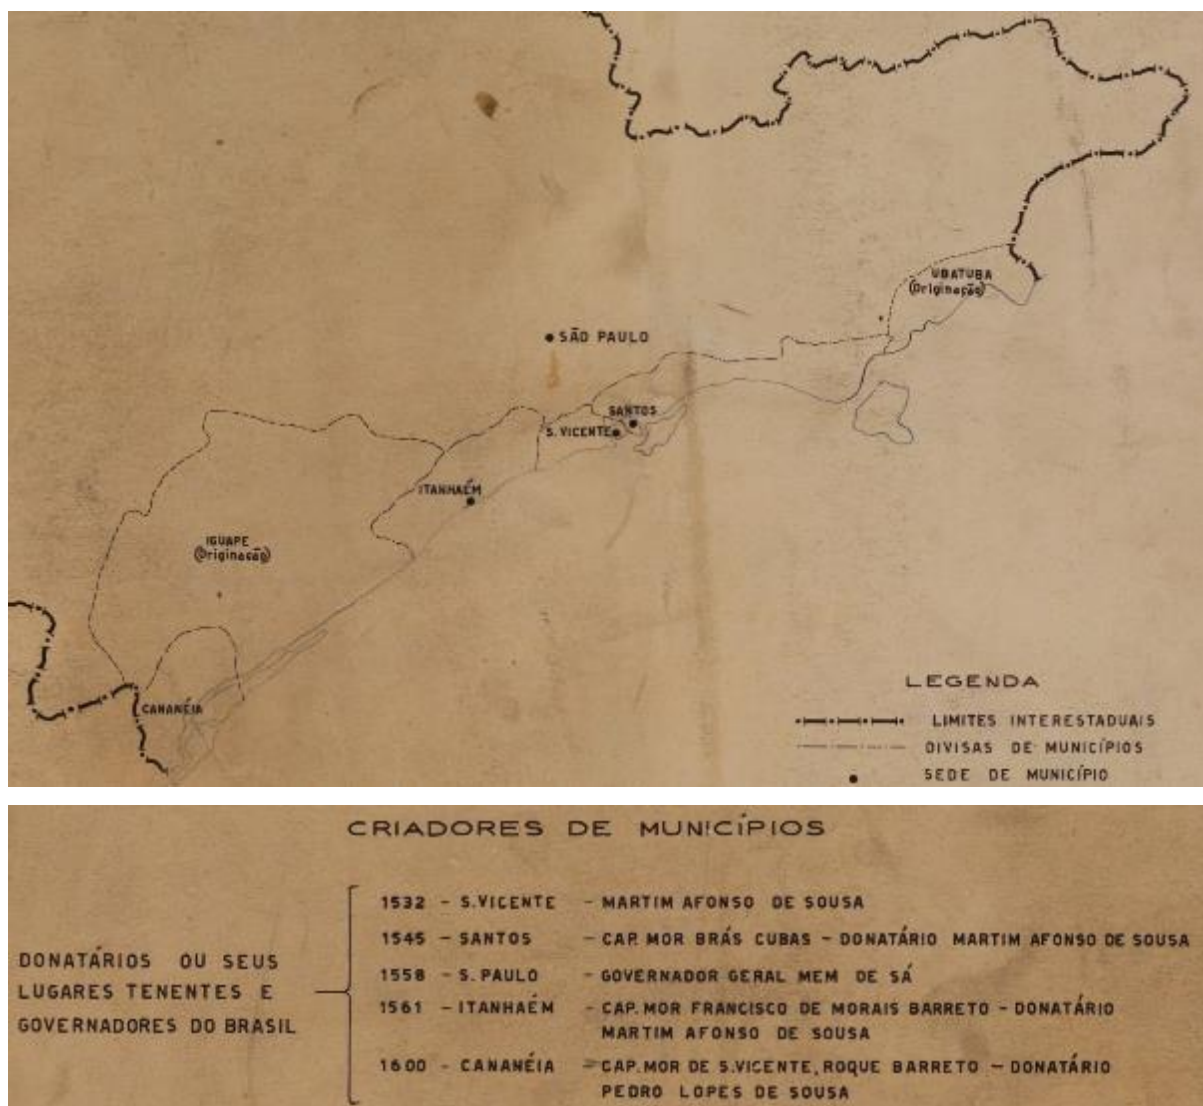 UBATUBA
(Originação)
SÃO PAULO
SANTOS
S. VICENTE
ITANHAÉM
IGUAPE
(Originação)
CANANÉIA
LEGENDA
LIMITES INTERESTADUAIS
DIVISAS DE MUNICÍPIOS
SEDE DE MUNICÍPIO
CRIADORES DE MUNICÍPIOS
DONATÁRIOS OU SEUS
LUGARES TENENTES E
GOVERNADORES DO BRASIL
1532 - S.VICENTE - MARTIM AFONSO DE SOUSA
1545 - SANTOS - CAP. MOR BRÁS CUBAS - DONATÁRIO MARTIM AFONSO DE SOUSA
1558 - S. PAULO - GOVERNADOR GERAL MEM DE SÁ
1561 - ITANHAÉM - CAP. MOR FRANCISCO DE MORAIS BARRETO - DONATÁRIO
MARTIM AFONSO DE SOUSA
1600 - CANANÉIA - CAP. MOR DE S.VICENTE, ROQUE BARRETO - DONATÁRIO
PEDRO LOPES DE SOUSA